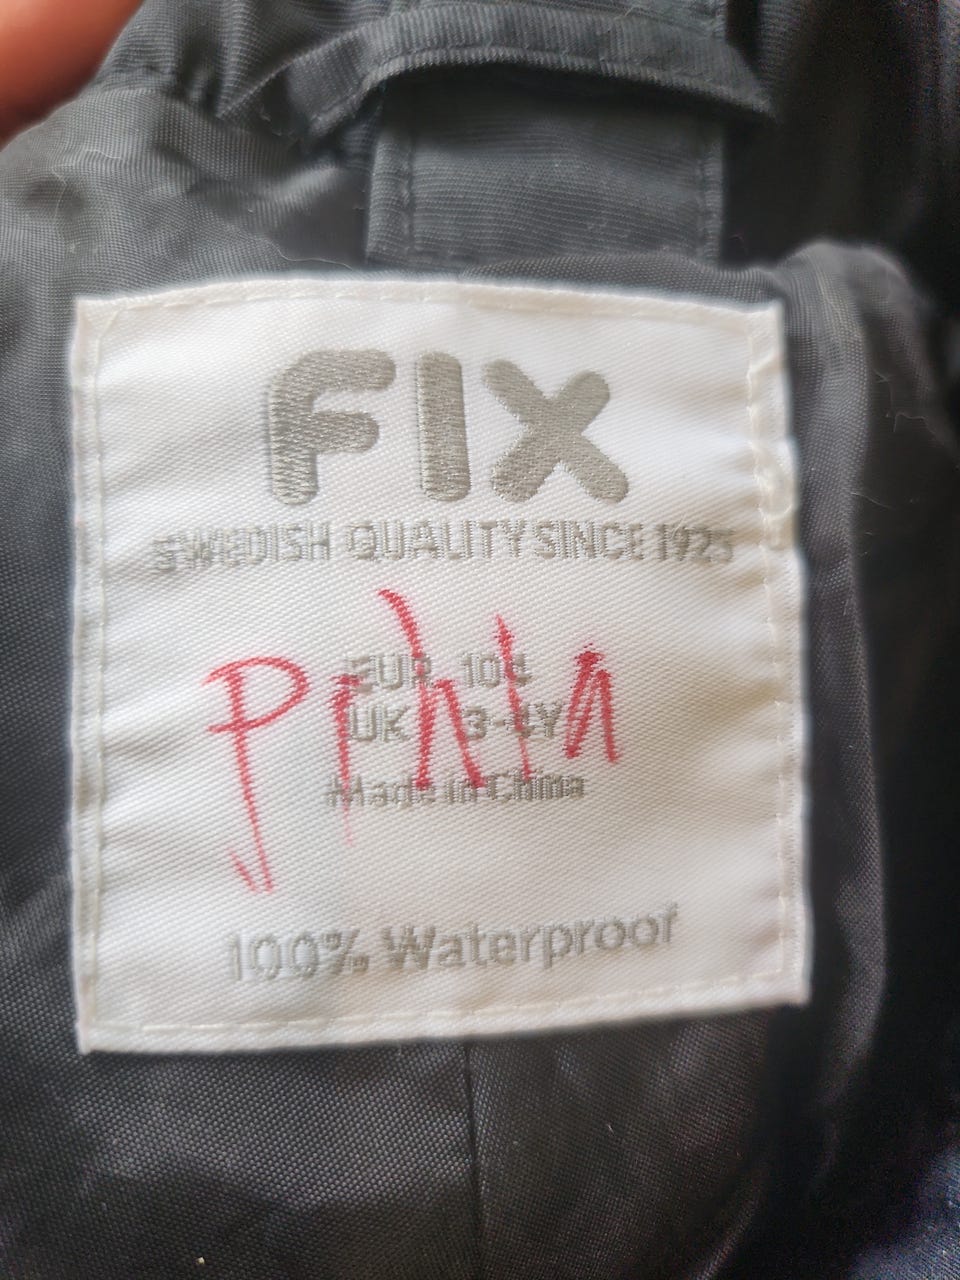 FIX
SWEDISH QUALITY SINCE 1925
EUR 104
UK 3-4Y
Made in China
100% Waterproof